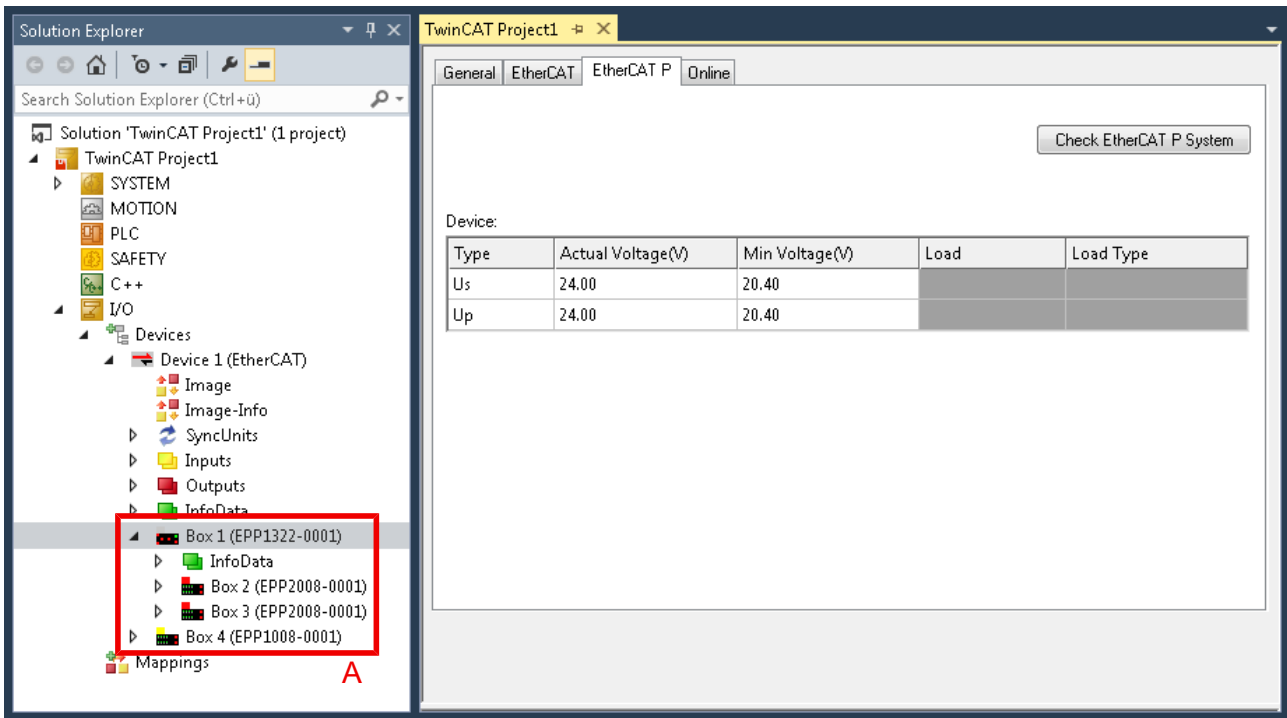 Solution Explorer
Search Solution Explorer (Ctrl+ü)
Solution 'TwinCAT Project1' (1 project)
TwinCAT Project1
SYSTEM
MOTION
PLC
SAFETY
C++
I/O
Devices
Device 1 (EtherCAT)
Image
Image-Info
SyncUnits
Inputs
Outputs
InfoData
Box 1 (EPP1322-0001)
InfoData
Box 2 (EPP2008-0001)
Box 3 (EPP2008-0001)
Box 4 (EPP1008-0001)
Mappings
A
TwinCAT Project1
General EtherCAT EtherCAT P Online
Check EtherCAT P System
Device:
Type Actual Voltage(V) Min Voltage(V) Load Load Type
Us 24.00 20.40
Up 24.00 20.40